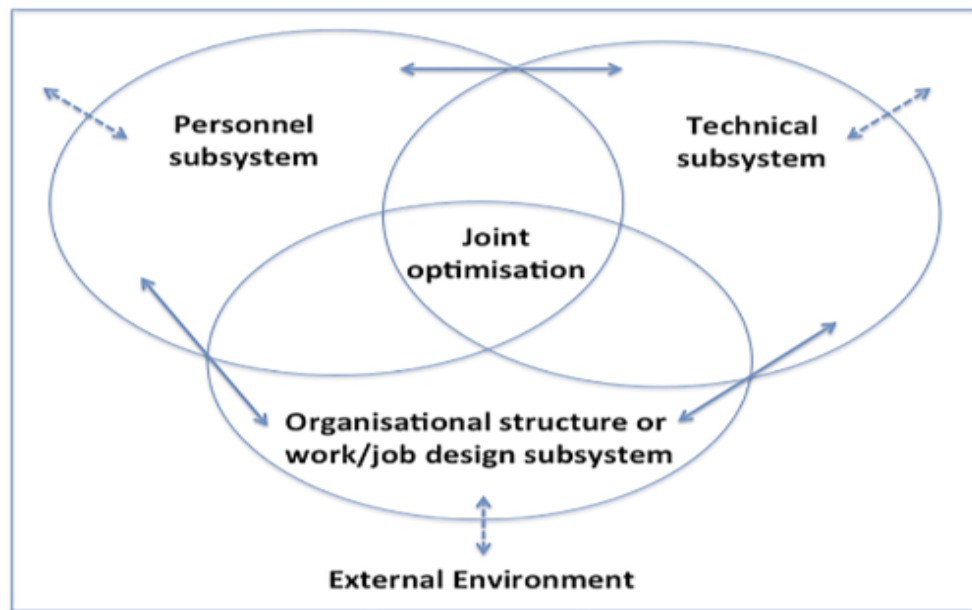 Personnel
subsystem
Technical
subsystem
Joint
optimisation
Organisational structure or
work/job design subsystem
External Environment